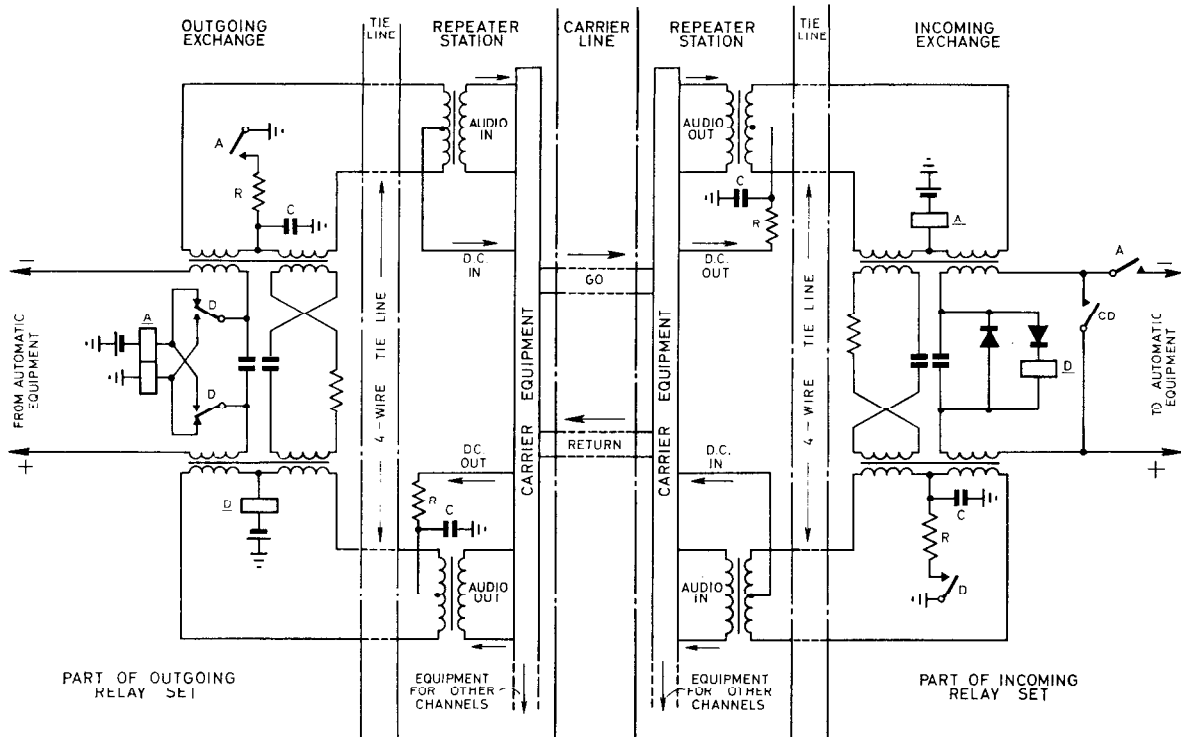 OUTGOING
EXCHANGE
TIE
LINE
REPEATER
STATION
CARRIER
LINE
REPEATER
STATION
TIE
LINE
INCOMING
EXCHANGE
AUDIO
IN
AUDIO
OUT
A
R
C
C
R
A
D.C.
IN
D.C.
OUT
GO
−
A
−
D
A
D
CD
D
FROM AUTOMATIC
EQUIPMENT
4-WIRE TIE LINE
CARRIER EQUIPMENT
CARRIER EQUIPMENT
4-WIRE TIE LINE
TO AUTOMATIC
EQUIPMENT
RETURN
+
+
D.C.
OUT
D.C.
IN
D
R
C
C
R
D
AUDIO
OUT
AUDIO
IN
PART OF OUTGOING
RELAY SET
EQUIPMENT
FOR OTHER
CHANNELS
EQUIPMENT
FOR OTHER
CHANNELS
PART OF INCOMING
RELAY SET